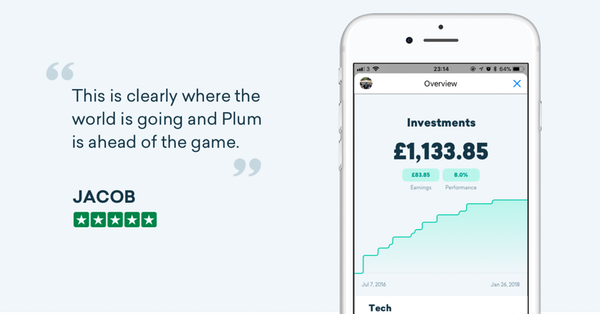 “
This is clearly where the
world is going and Plum
is ahead of the game.
”
JACOB
3 23:14 64%
Overview
Investments
£1,133.85
£83.85 8.0%
Earnings Performance
Jul 7, 2016 Jan 26, 2018
Tech